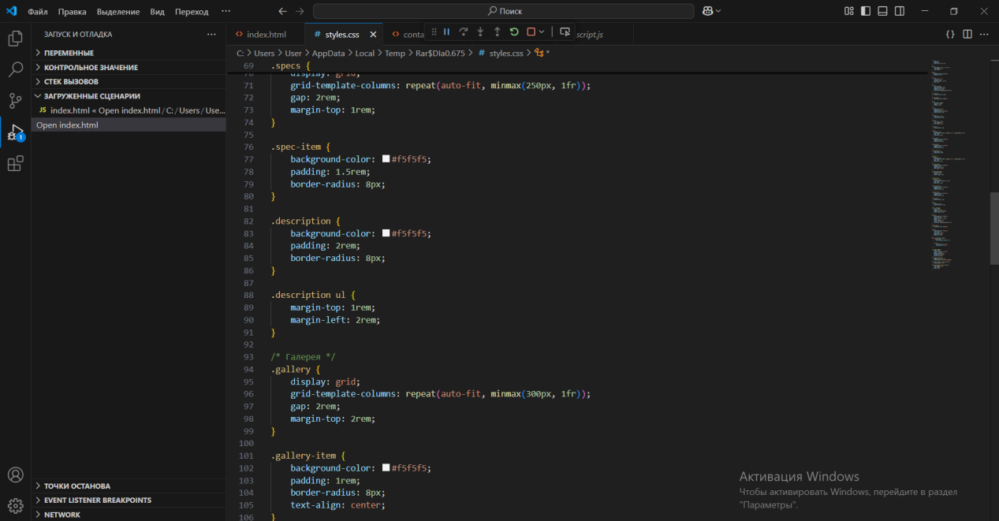 Файл Правка Выделение Вид Переход ··· Поиск
ЗАПУСК И ОТЛАДКА ···
index.html # styles.css conta script.js
ПЕРЕМЕННЫЕ
C: > Users > User > AppData > Local > Temp > Rar$DIa0.675 > # styles.css >
КОНТРОЛЬНОЕ ЗНАЧЕНИЕ
СТЕК ВЫЗОВОВ
ЗАГРУЖЕННЫЕ СЦЕНАРИИ
JS index.html « Open index.html / C: / Users / Use...
Open index.html
1
ТОЧКИ ОСТАНОВА
EVENT LISTENER BREAKPOINTS
NETWORK
69 .specs {
70 display: grid;
71 grid-template-columns: repeat(auto-fit, minmax(250px, 1fr));
72 gap: 2rem;
73 margin-top: 1rem;
74 }
75
76 .spec-item {
77 background-color: #f5f5f5;
78 padding: 1.5rem;
79 border-radius: 8px;
80 }
81
82 .description {
83 background-color: #f5f5f5;
84 padding: 2rem;
85 border-radius: 8px;
86 }
87
88 .description ul {
89 margin-top: 1rem;
90 margin-left: 2rem;
91 }
92
93 /* Галерея */
94 .gallery {
95 display: grid;
96 grid-template-columns: repeat(auto-fit, minmax(300px, 1fr));
97 gap: 2rem;
98 margin-top: 2rem;
99 }
100
101 .gallery-item {
102 background-color: #f5f5f5;
103 padding: 1rem;
104 border-radius: 8px;
105 text-align: center;
106 }
Активация Windows
Чтобы активировать Windows, перейдите в раздел
"Параметры".